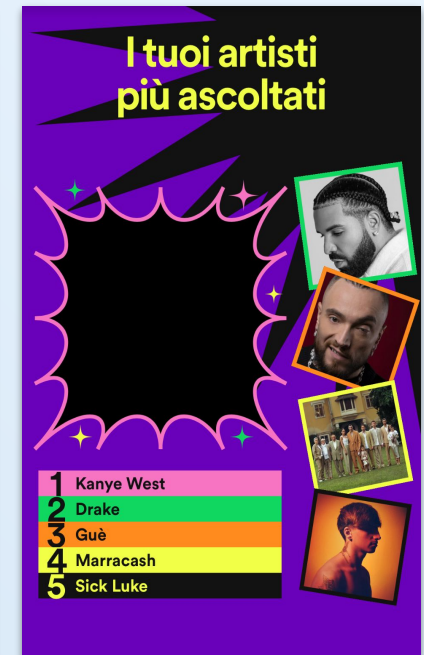 I tuoi artisti
più ascoltati
1 Kanye West
2 Drake
3 Guè
4 Marracash
5 Sick Luke